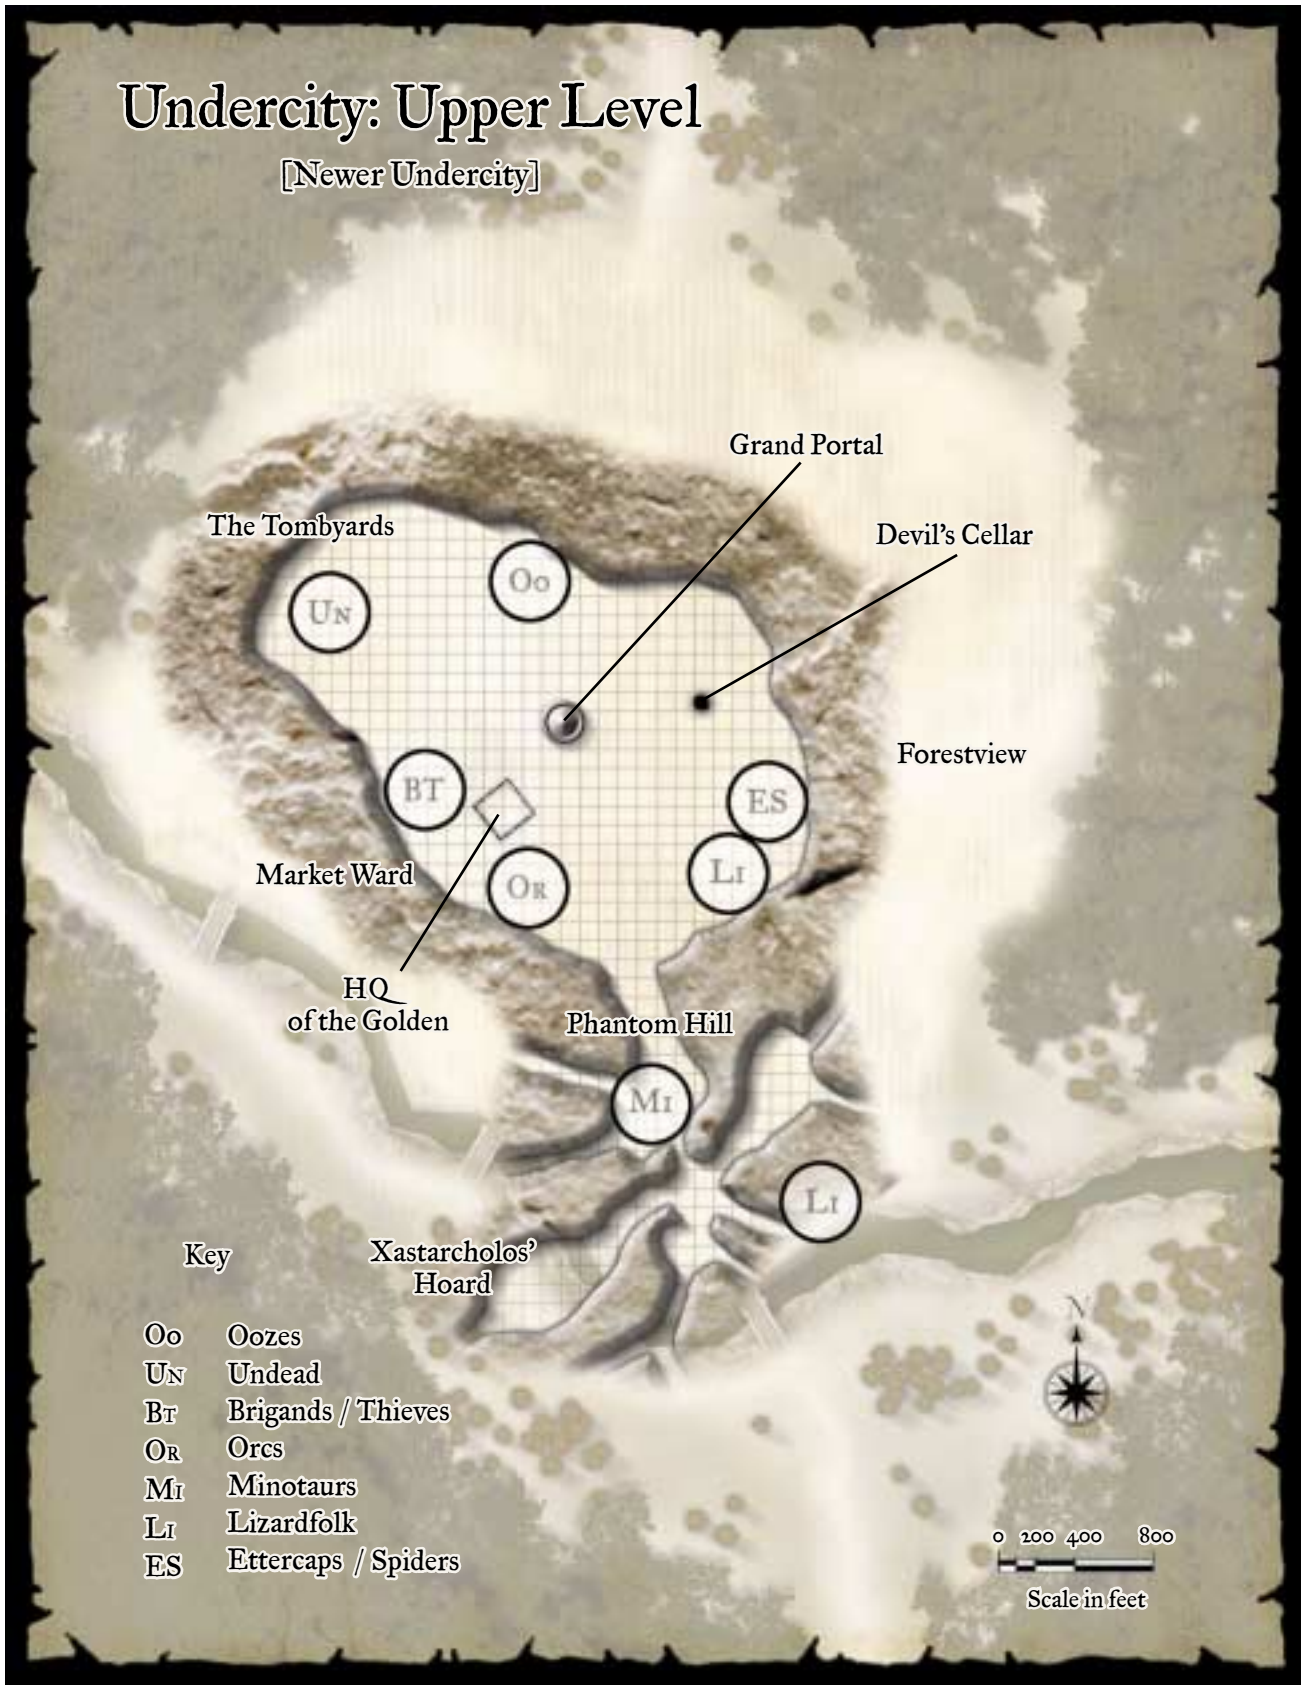 Undercity: Upper Level
[Newer Undercity]
Grand Portal
Devil's Cellar
The Tombyards
Oo
UN
Forestview
BT
ES
Market Ward
OR
LI
HQ
of the Golden
Phantom Hill
MI
LI
Xastarcholos'
Hoard
Key
Oo Oozes
UN Undead
BT Brigands / Thieves
OR Orcs
MI Minotaurs
LI Lizardfolk
ES Ettercaps / Spiders
N
0 200 400 800
Scale in feet